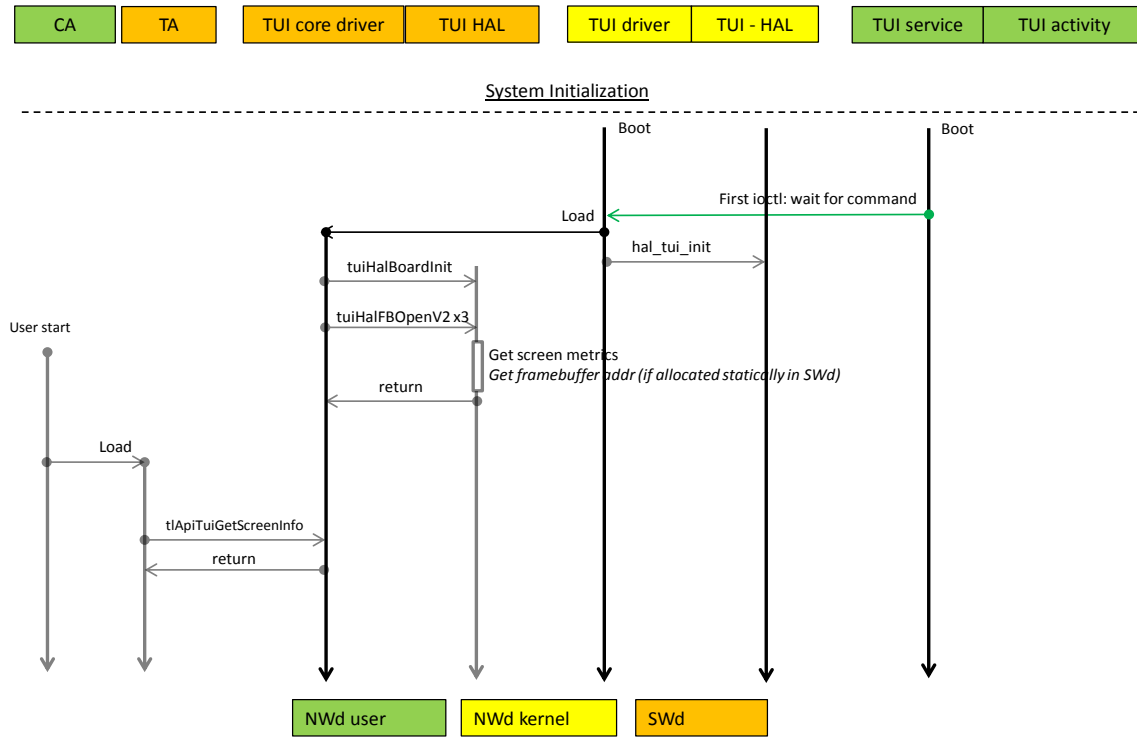 CA
TA
TUI core driver
TUI HAL
TUI driver
TUI - HAL
TUI service
TUI activity
System Initialization
Boot
Boot
First ioctl: wait for command
Load
hal_tui_init
tuiHalBoardInit
tuiHalFBOpenV2 x3
User start
Get screen metrics
Get framebuffer addr (if allocated statically in SWd)
return
Load
tlApiTuiGetScreenInfo
return
NWd user
NWd kernel
SWd